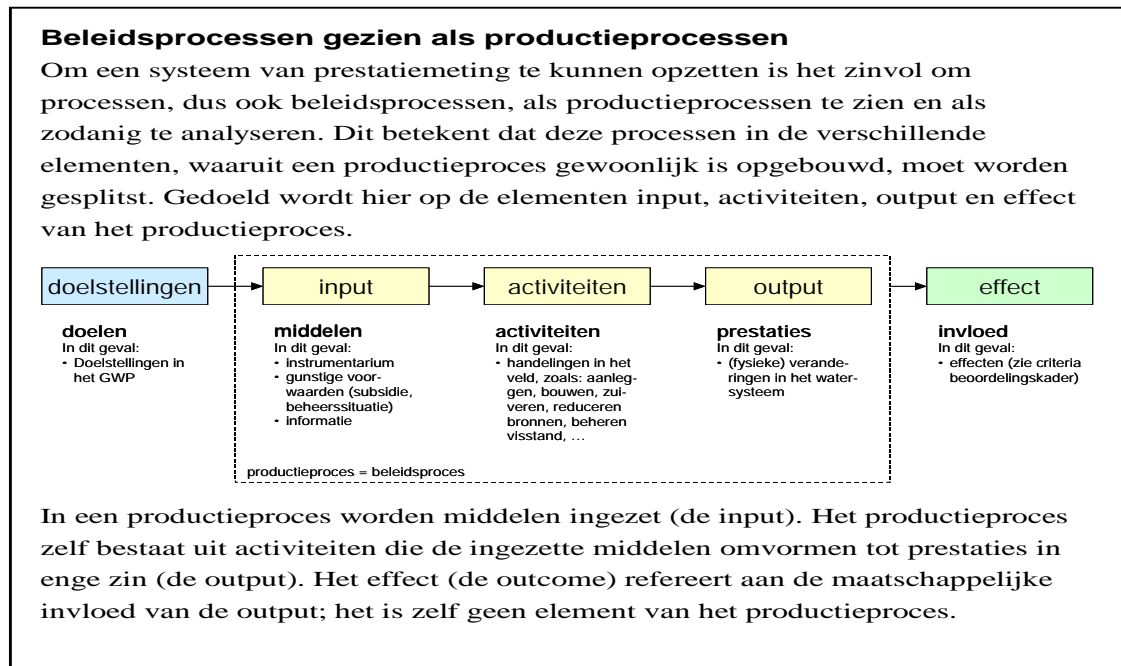 Beleidsprocessen gezien als productieprocessen
Om een systeem van prestatiemeting te kunnen opzetten is het zinvol om
processen, dus ook beleidsprocessen, als productieprocessen te zien en als
zodanig te analyseren. Dit betekent dat deze processen in de verschillende
elementen, waaruit een productieproces gewoonlijk is opgebouwd, moet worden
gesplitst. Gedoeld wordt hier op de elementen input, activiteiten, output en effect
van het productieproces.
doelstellingen
input
activiteiten
output
effect
doelen
In dit geval:
• Doelstellingen in
het GWP
middelen
In dit geval:
• instrumentarium
• gunstige voor-
waarden (subsidie,
beheerssituatie)
• informatie
activiteiten
In dit geval:
• handelingen in het
veld, zoals: aanleg-
gen, bouwen, zui-
veren, reduceren
bronnen, beheren
visstand, …
prestaties
In dit geval:
• (fysieke) verande-
ringen in het water-
systeem
invloed
In dit geval:
• effecten (zie criteria
beoordelingskader)
productieproces = beleidsproces
In een productieproces worden middelen ingezet (de input). Het productieproces
zelf bestaat uit activiteiten die de ingezette middelen omvormen tot prestaties in
enge zin (de output). Het effect (de outcome) refereert aan de maatschappelijke
invloed van de output; het is zelf geen element van het productieproces.